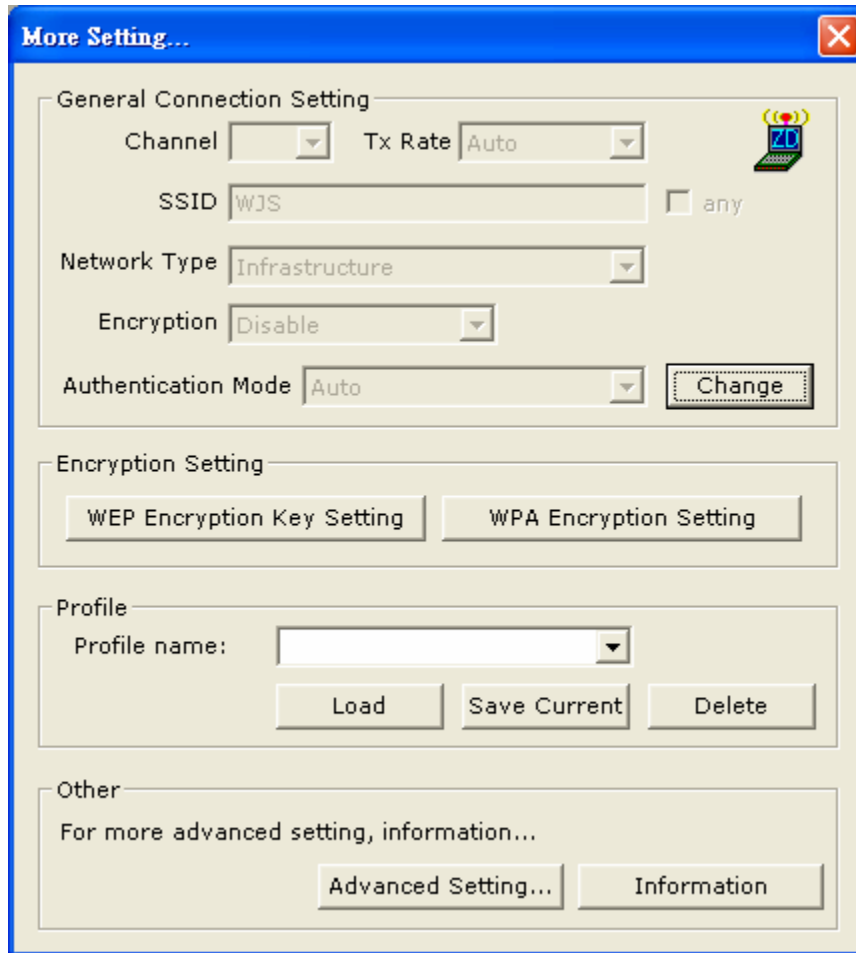 More Setting...
General Connection Setting
Channel Tx Rate Auto
ZD
SSID WJS any
Network Type Infrastructure
Encryption Disable
Authentication Mode Auto Change
Encryption Setting
WEP Encryption Key Setting WPA Encryption Setting
Profile
Profile name:
Load Save Current Delete
Other
For more advanced setting, information...
Advanced Setting... Information